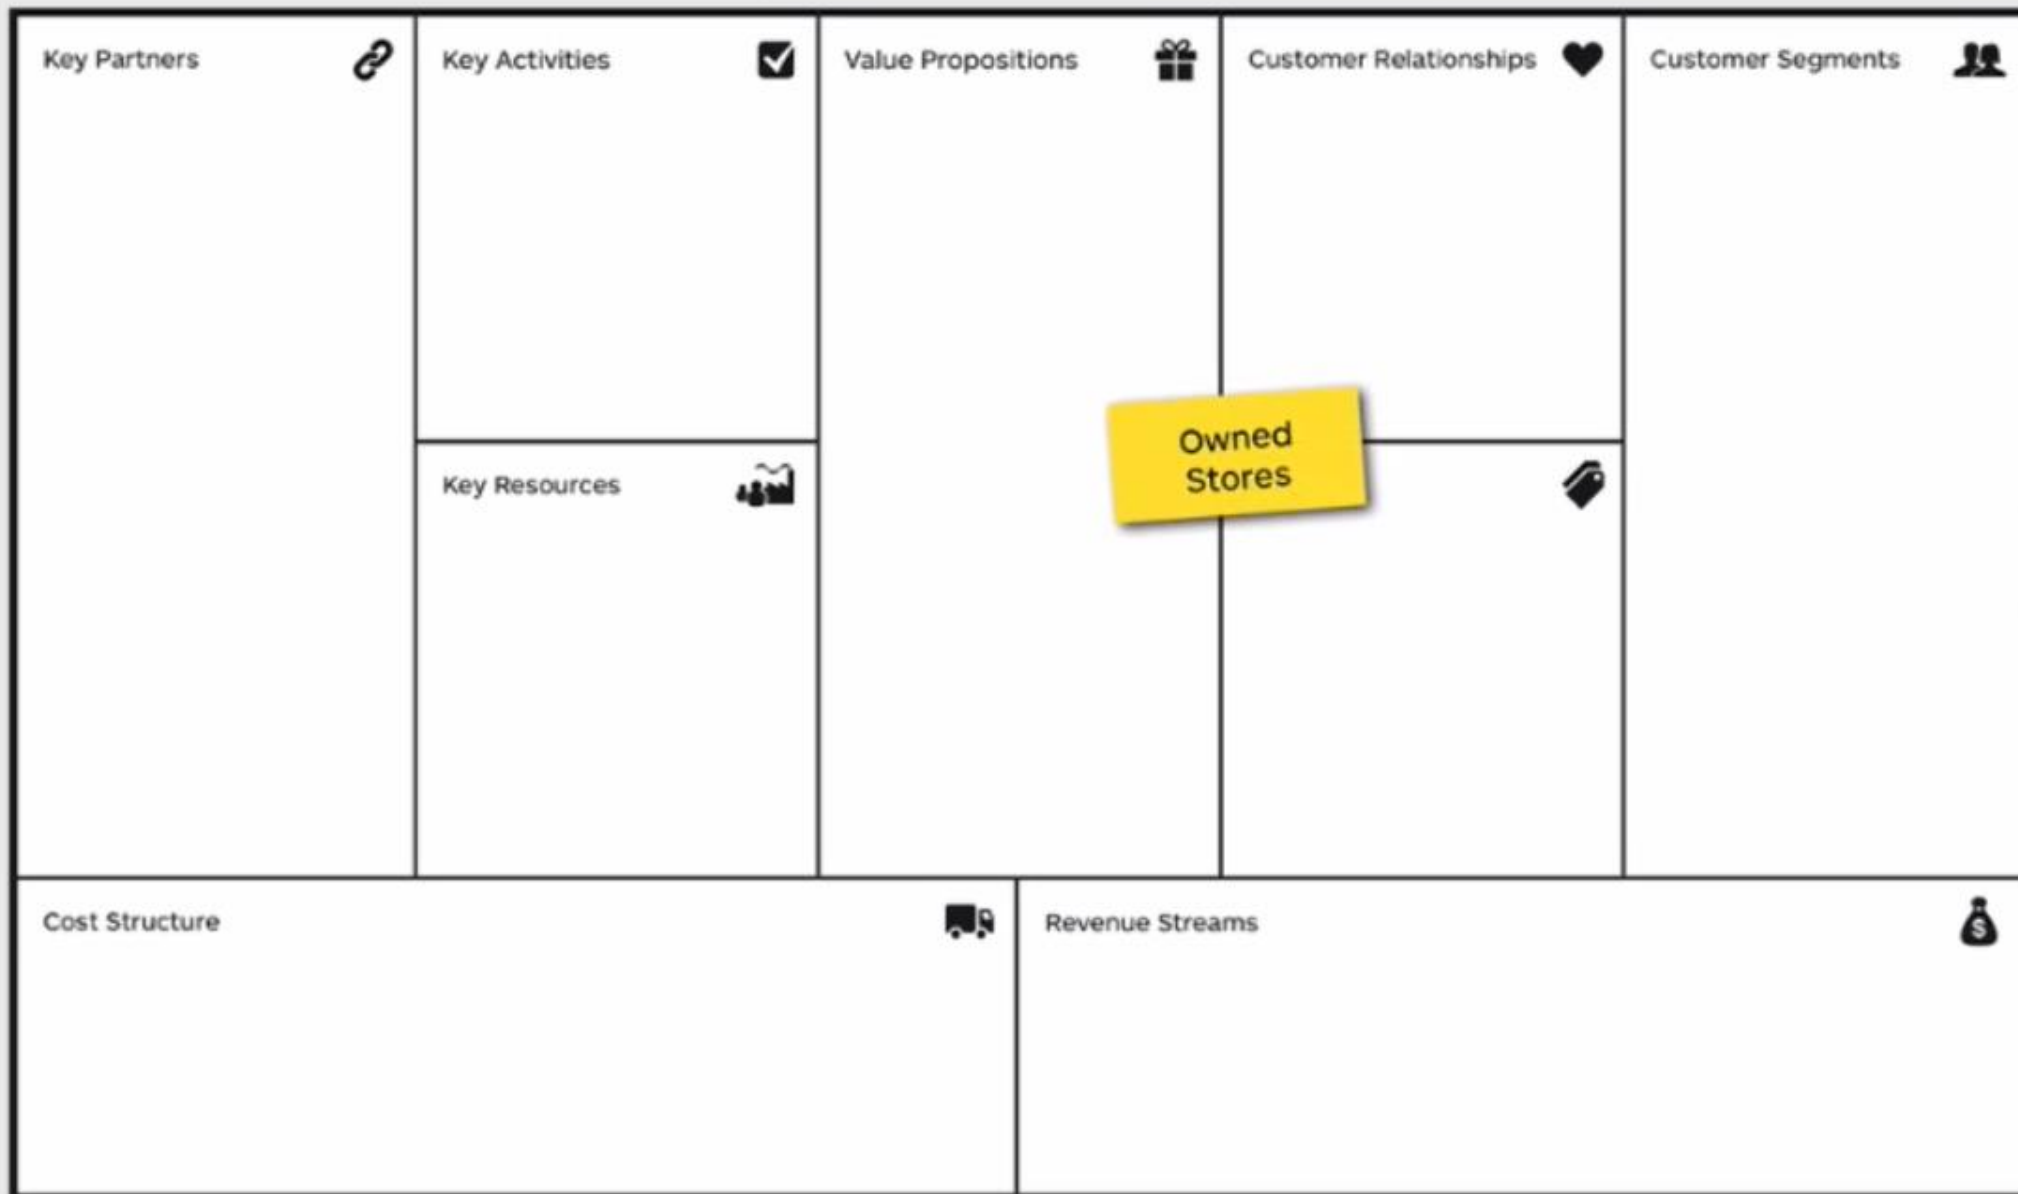 Key Partners
Key Activities
Value Propositions
Customer Relationships
Customer Segments
Owned
Stores
Key Resources
Cost Structure
$
Revenue Streams